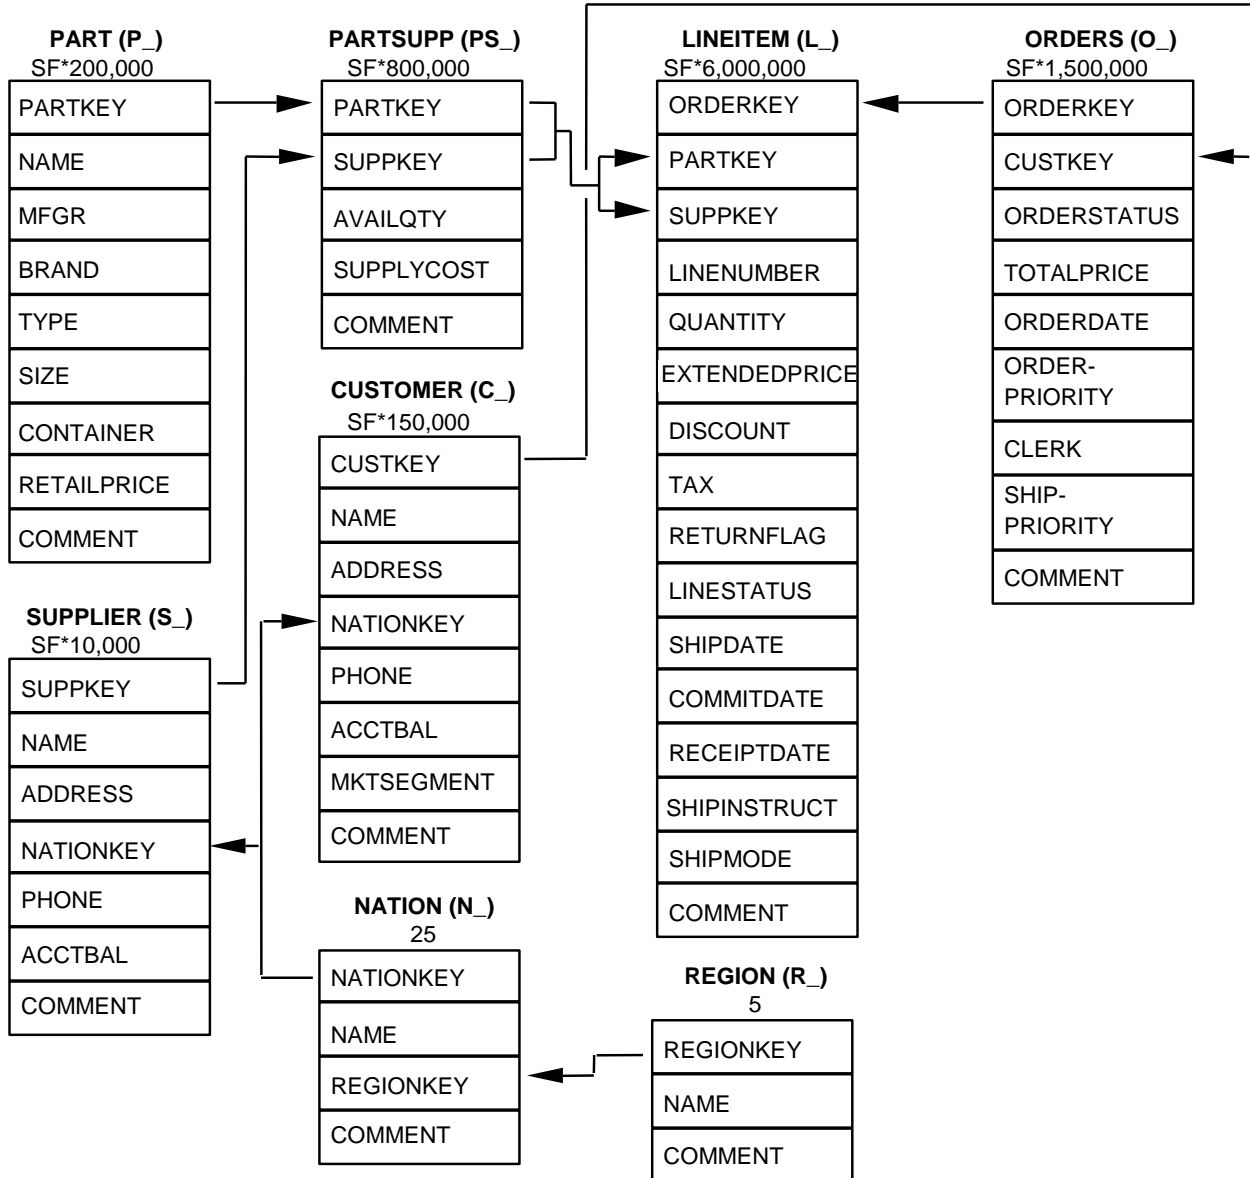 PART (P_)
SF*200,000
PARTKEY
NAME
MFGR
BRAND
TYPE
SIZE
CONTAINER
RETAILPRICE
COMMENT
SUPPLIER (S_)
SF*10,000
SUPPKEY
NAME
ADDRESS
NATIONKEY
PHONE
ACCTBAL
COMMENT
PARTSUPP (PS_)
SF*800,000
PARTKEY
SUPPKEY
AVAILQTY
SUPPLYCOST
COMMENT
CUSTOMER (C_)
SF*150,000
CUSTKEY
NAME
ADDRESS
NATIONKEY
PHONE
ACCTBAL
MKTSEGMENT
COMMENT
NATION (N_)
25
NATIONKEY
NAME
REGIONKEY
COMMENT
LINEITEM (L_)
SF*6,000,000
ORDERKEY
PARTKEY
SUPPKEY
LINENUMBER
QUANTITY
EXTENDEDPRICE
DISCOUNT
TAX
RETURNFLAG
LINESTATUS
SHIPDATE
COMMITDATE
RECEIPTDATE
SHIPINSTRUCT
SHIPMODE
COMMENT
REGION (R_)
5
REGIONKEY
NAME
COMMENT
ORDERS (O_)
SF*1,500,000
ORDERKEY
CUSTKEY
ORDERSTATUS
TOTALPRICE
ORDERDATE
ORDER-
PRIORITY
CLERK
SHIP-
PRIORITY
COMMENT